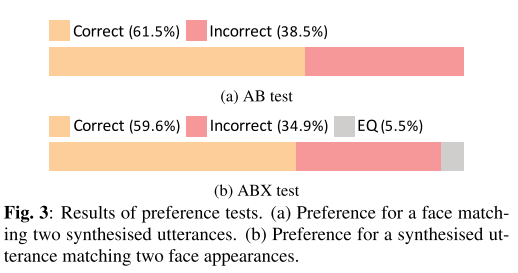 Correct (61.5%) Incorrect (38.5%)
(a) AB test
Correct (59.6%) Incorrect (34.9%) EQ (5.5%)
(b) ABX test
Fig. 3: Results of preference tests. (a) Preference for a face match-
ing two synthesised utterances. (b) Preference for a synthesised ut-
terance matching two face appearances.